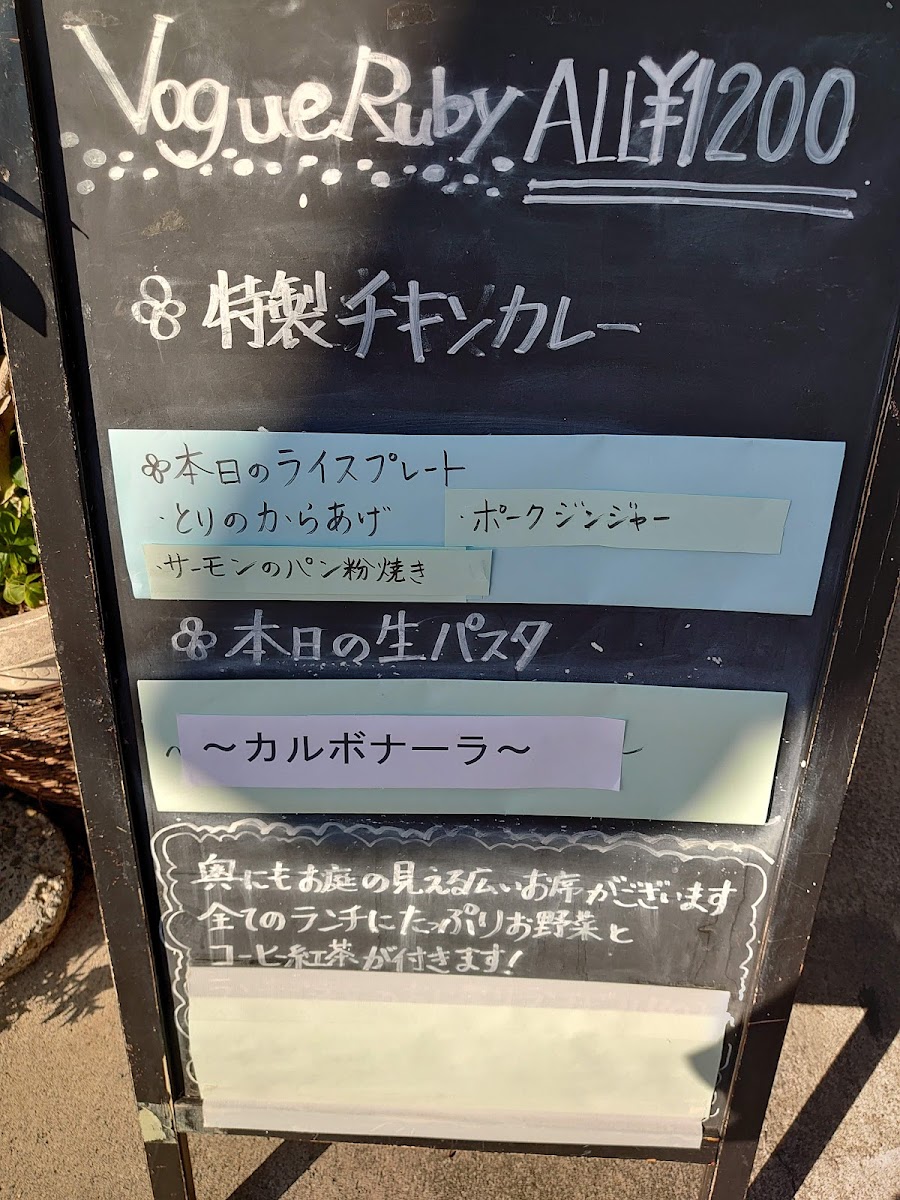 Vogue Ruby ALL ¥1200
特製チキンカレー
本日のライスプレート
・とりのからあげ ・ポークジンジャー
・サーモンのパン粉焼き
本日の生パスタ
～カルボナーラ～
奥にもお庭の見える広いお席がございます
全てのランチにたっぷりお野菜と
コーヒ紅茶が付きます!